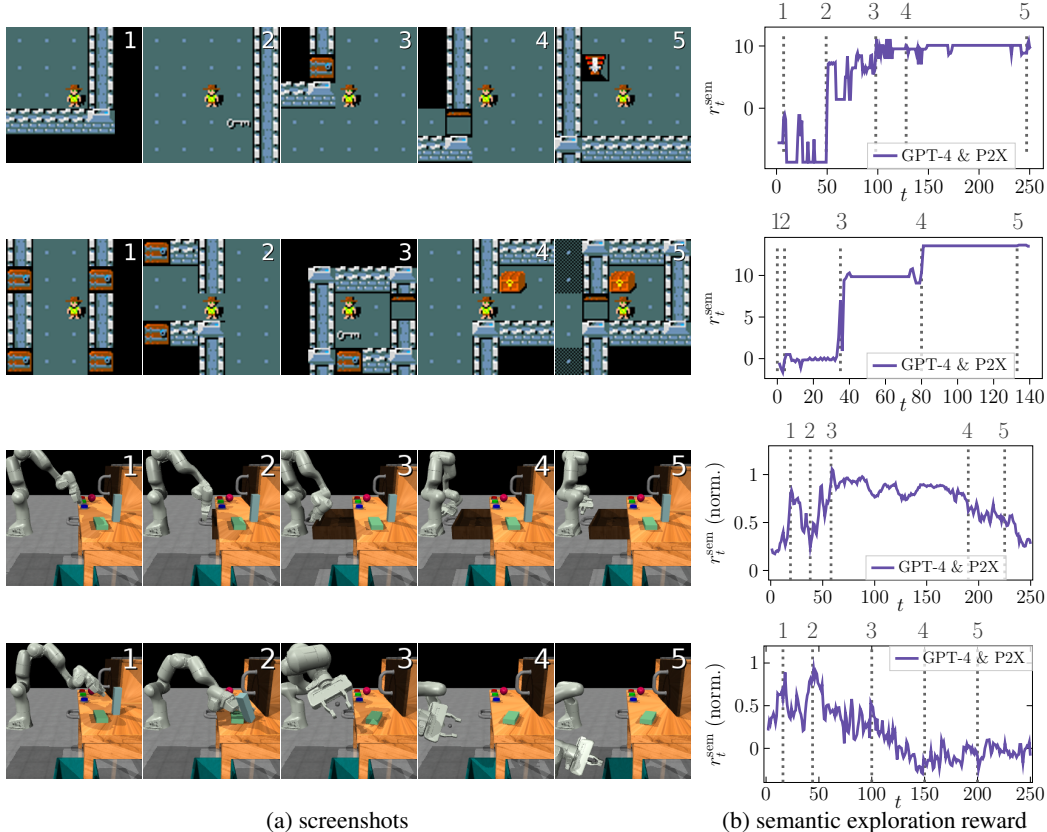 1 2 3 4 5
1 2 3 4 5
10
0
r_t^sem
GPT-4 & P2X
0 50 100 150 200 250
t
1 2 3 4 5
12 3 4 5
10
5
0
r_t^sem
GPT-4 & P2X
0 20 40 60 80 100 120 140
t
1 2 3 4 5
1 2 3 4 5
1
0.5
0
r_t^sem (norm.)
GPT-4 & P2X
0 50 100 150 200 250
t
1 2 3 4 5
1 2 3 4 5
1
0.5
0
r_t^sem (norm.)
GPT-4 & P2X
0 50 100 150 200 250
t
(a) screenshots
(b) semantic exploration reward